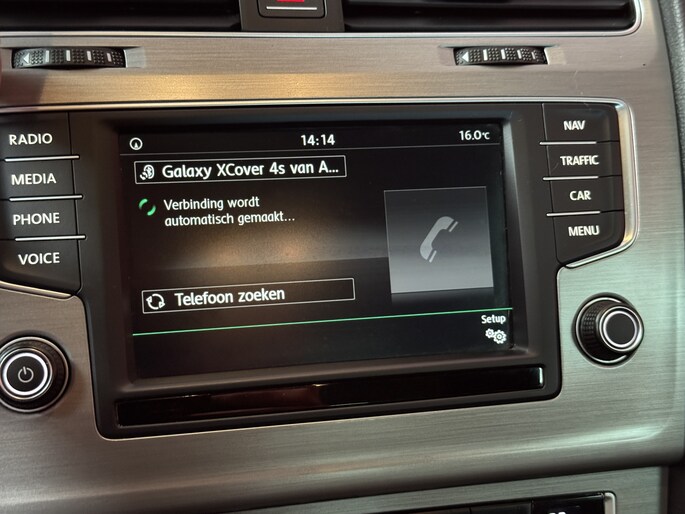 RADIO
MEDIA
PHONE
VOICE
14:14
16.0°C
Galaxy XCover 4s van A...
Verbinding wordt
automatisch gemaakt...
Telefoon zoeken
Setup
NAV
TRAFFIC
CAR
MENU